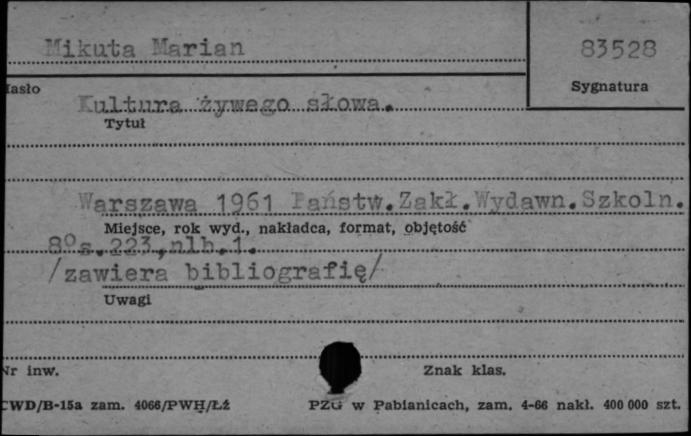 Mikuta Marian
83528
Hasło
Sygnatura
Kultura żywego słowa.
Tytuł
Warszawa 1961 Państw.Zakł.Wydawn.Szkoln.
Miejsce, rok wyd., nakładca, format, objętość
8°s.223,nlb.1.
/zawiera bibliografię/
Uwagi
Nr inw.
Znak klas.
CWD/B-15a zam. 4066/PWH/Łź
PZG w Pabianicach, zam. 4-66 nakł. 400 000 szt.